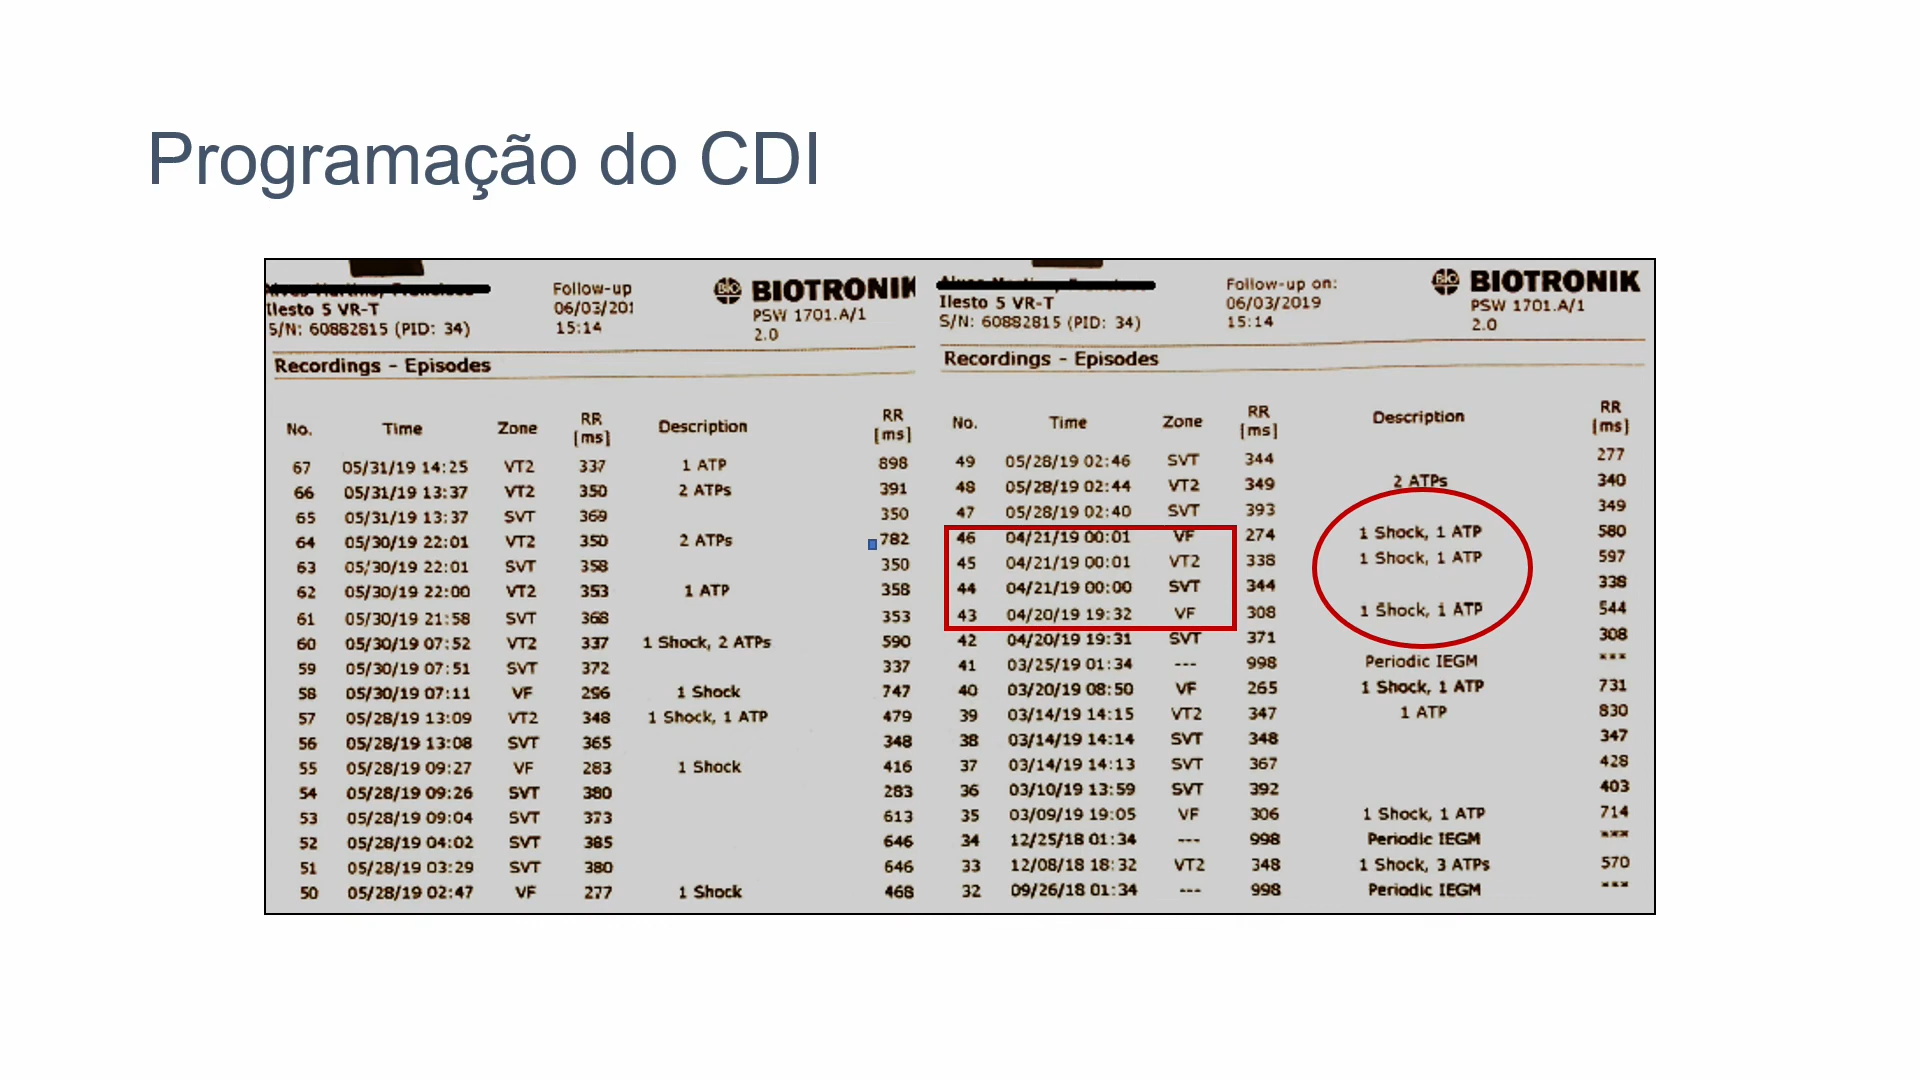 Programação do CDI
Ilesto 5 VR-T
S/N: 60882815 (PID: 34)
Follow-up
06/03/201
15:14
BIO BIOTRONIK
PSW 1701.A/1
2.0
Recordings - Episodes
No. Time Zone RR [ms] Description RR [ms]
67 05/31/19 14:25 VT2 337 1 ATP 898
66 05/31/19 13:37 VT2 350 2 ATPs 391
65 05/31/19 13:37 SVT 369 350
64 05/30/19 22:01 VT2 350 2 ATPs 782
63 05/30/19 22:01 SVT 358 350
62 05/30/19 22:00 VT2 353 1 ATP 358
61 05/30/19 21:58 SVT 368 353
60 05/30/19 07:52 VT2 337 1 Shock, 2 ATPs 590
59 05/30/19 07:51 SVT 372 337
58 05/30/19 07:11 VF 296 1 Shock 747
57 05/28/19 13:09 VT2 348 1 Shock, 1 ATP 479
56 05/28/19 13:08 SVT 365 348
55 05/28/19 09:27 VF 283 1 Shock 416
54 05/28/19 09:26 SVT 380 283
53 05/28/19 09:04 SVT 373 613
52 05/28/19 04:02 SVT 385 646
51 05/28/19 03:29 SVT 380 646
50 05/28/19 02:47 VF 277 1 Shock 468
Ilesto 5 VR-T
S/N: 60882815 (PID: 34)
Follow-up on:
06/03/2019
15:14
BIO BIOTRONIK
PSW 1701.A/1
2.0
Recordings - Episodes
No. Time Zone RR [ms] Description RR [ms]
49 05/28/19 02:46 SVT 344 277
48 05/28/19 02:44 VT2 349 2 ATPs 340
47 05/28/19 02:40 SVT 393 349
46 04/21/19 00:01 VF 274 1 Shock, 1 ATP 580
45 04/21/19 00:01 VT2 338 1 Shock, 1 ATP 597
44 04/21/19 00:00 SVT 344 338
43 04/20/19 19:32 VF 308 1 Shock, 1 ATP 544
42 04/20/19 19:31 SVT 371 308
41 03/25/19 01:34 --- 998 Periodic IEGM ***
40 03/20/19 08:50 VF 265 1 Shock, 1 ATP 731
39 03/14/19 14:15 VT2 347 1 ATP 830
38 03/14/19 14:14 SVT 348 347
37 03/14/19 14:13 SVT 367 428
36 03/10/19 13:59 SVT 392 403
35 03/09/19 19:05 VF 306 1 Shock, 1 ATP 714
34 12/25/18 01:34 --- 998 Periodic IEGM ***
33 12/08/18 18:32 VT2 348 1 Shock, 3 ATPs 570
32 09/26/18 01:34 --- 998 Periodic IEGM ***